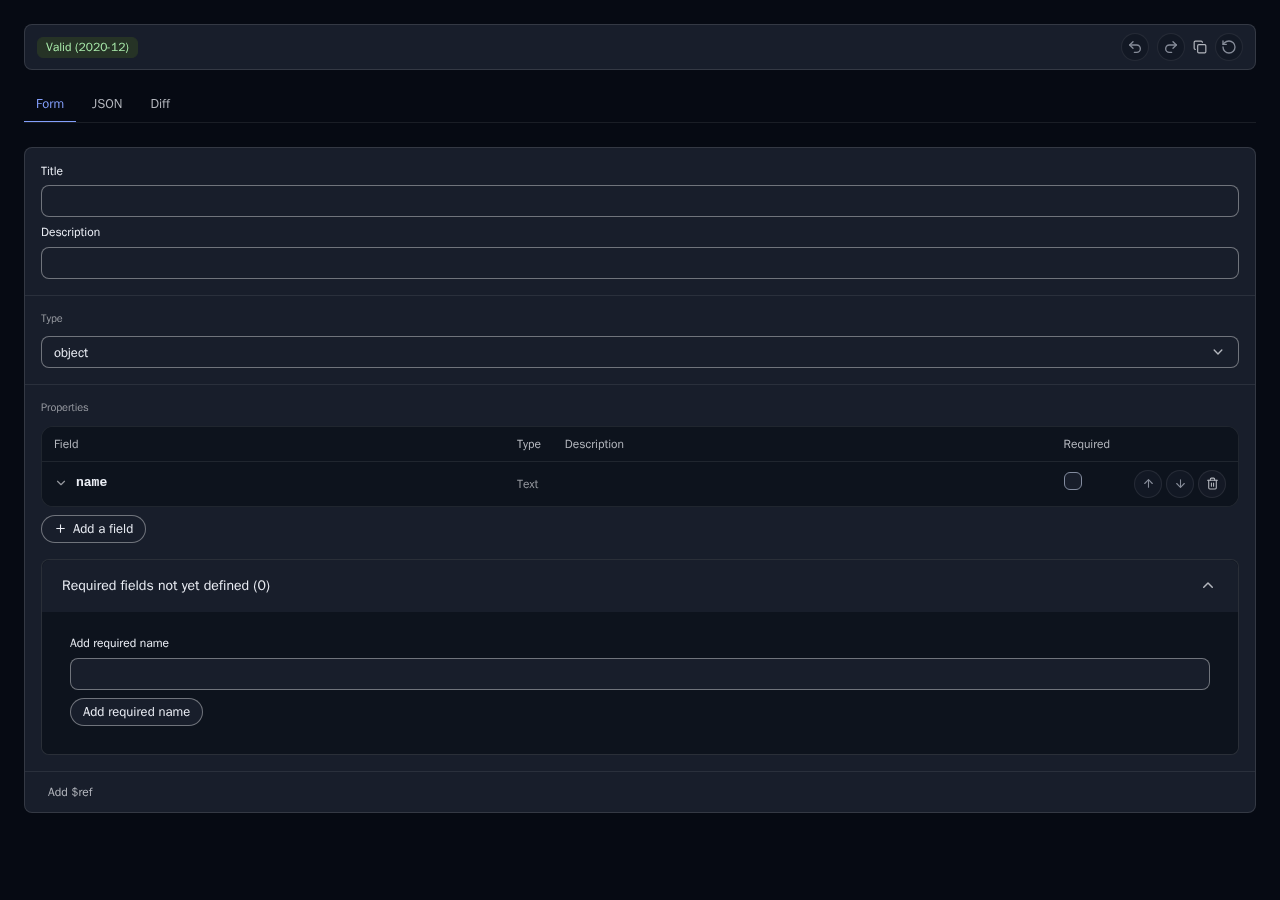 Valid (2020-12)
Form JSON Diff
Title
Description
Type
object
Properties
Field Type Description Required
name Text
Add a field
Required fields not yet defined (0)
Add required name
Add required name
Add $ref